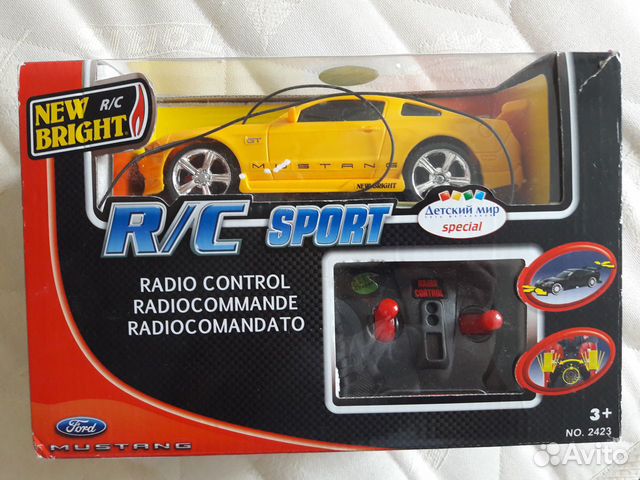 NEW R/C
BRIGHT
GT
MUSTANG
NEW BRIGHT
R/C SPORT
Детский мир
special
RADIO CONTROL
RADIOCOMMANDE
RADIOCOMANDATO
RADIO
CONTROL
Ford
MUSTANG
3+
NO. 2423
Avito